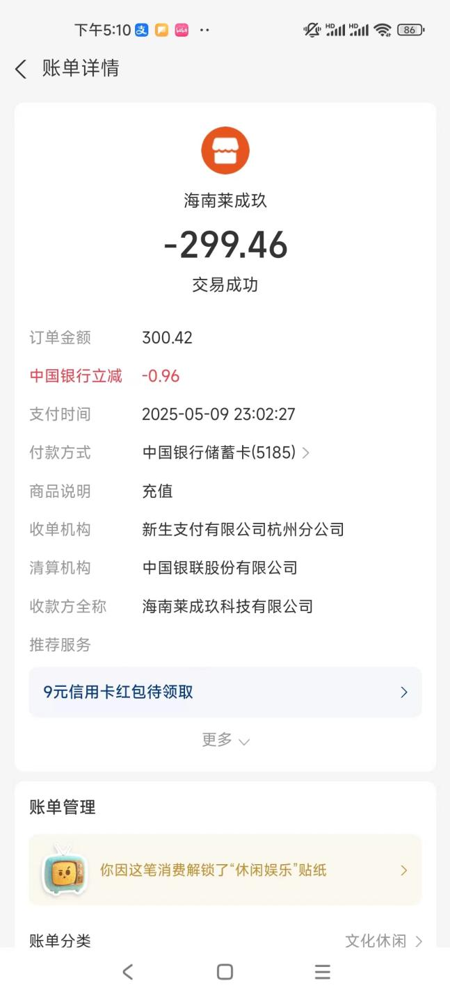 下午5:10
HD HD 86
账单详情
海南莱成玖
-299.46
交易成功
订单金额 300.42
中国银行立减 -0.96
支付时间 2025-05-09 23:02:27
付款方式 中国银行储蓄卡(5185)
商品说明 充值
收单机构 新生支付有限公司杭州分公司
清算机构 中国银联股份有限公司
收款方全称 海南莱成玖科技有限公司
推荐服务
9元信用卡红包待领取
更多
账单管理
你因这笔消费解锁了“休闲娱乐”贴纸
账单分类 文化休闲